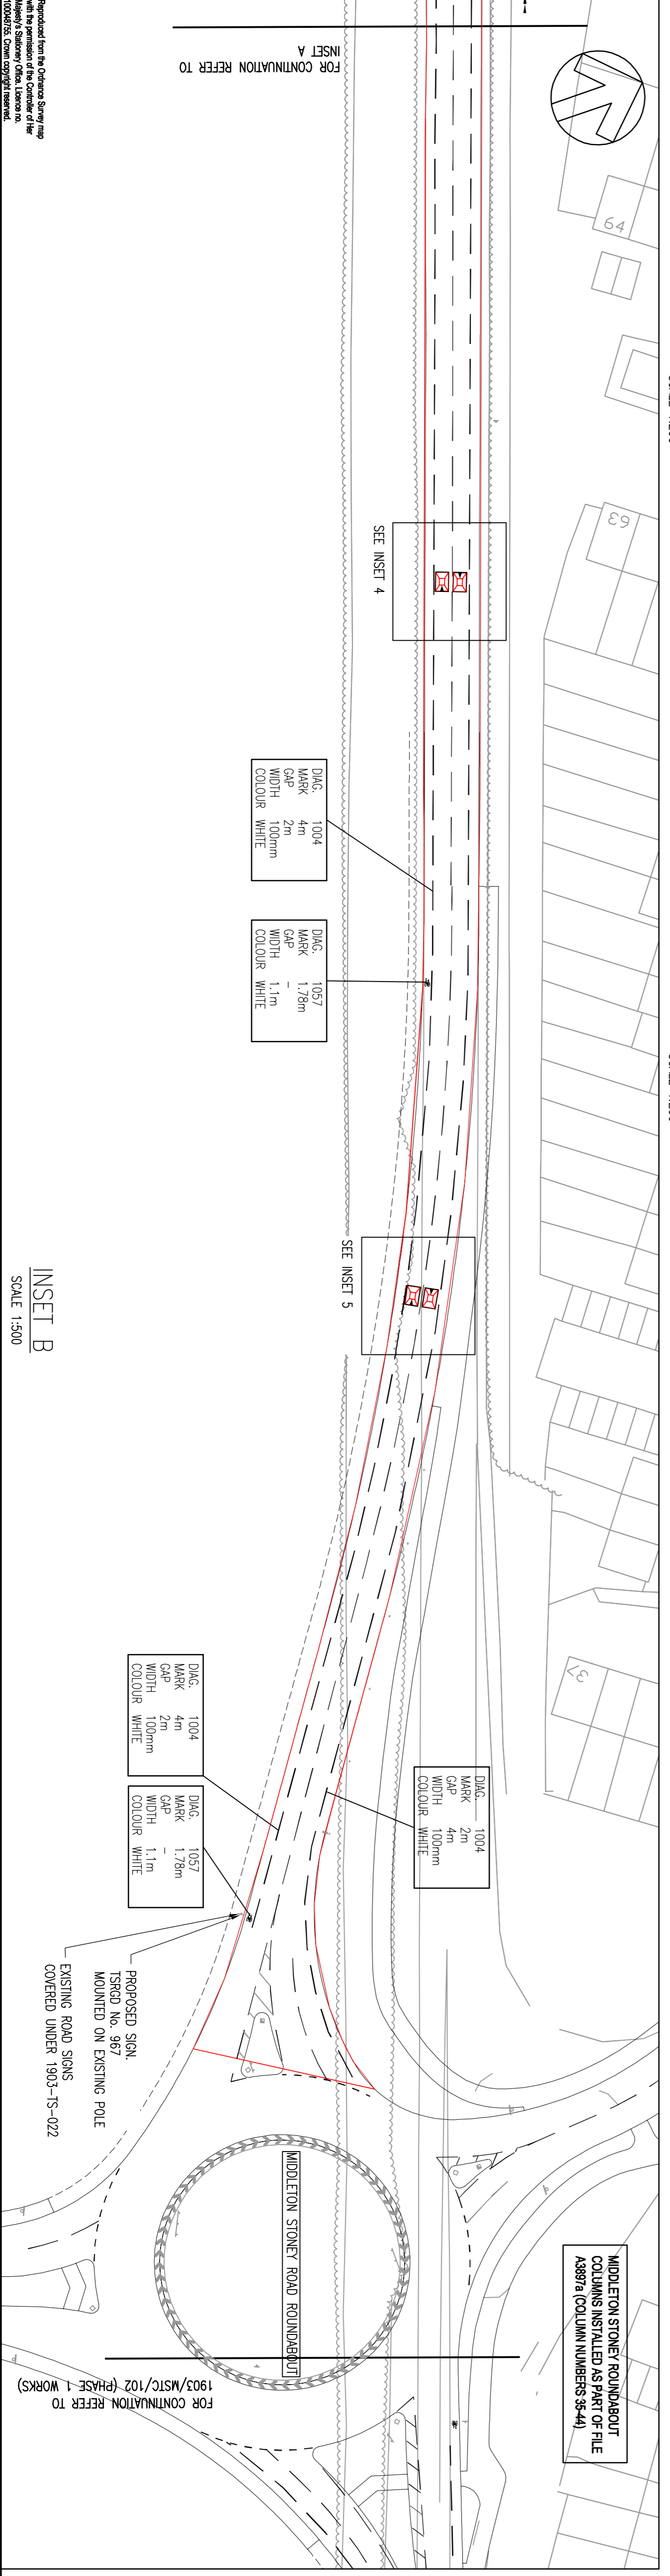 Reproduced from the Ordnance Survey map
with the permission of the Controller of Her
Majesty's Stationery Office, Licence no.
100048755. Crown copyright reserved.
FOR CONTINUATION REFER TO
INSET A
64
63
SEE INSET 4
DIAG. 1004
MARK 4m
GAP 2m
WIDTH 100mm
COLOUR WHITE
DIAG. 1057
MARK 1.78m
GAP –
WIDTH 1.1m
COLOUR WHITE
SEE INSET 5
INSET B
SCALE 1:500
37
DIAG. 1004
MARK 4m
GAP 2m
WIDTH 100mm
COLOUR WHITE
DIAG. 1057
MARK 1.78m
GAP –
WIDTH 1.1m
COLOUR WHITE
DIAG. 1004
MARK 2m
GAP 4m
WIDTH 100mm
COLOUR WHITE
PROPOSED SIGN.
TSRGD No. 967
MOUNTED ON EXISTING POLE
EXISTING ROAD SIGNS
COVERED UNDER 1903-TS-022
MIDDLETON STONEY ROAD ROUNDABOUT
MIDDLETON STONEY ROUNDABOUT
COLUMNS INSTALLED AS PART OF FILE
A3897a (COLUMN NUMBERS 35-44)
FOR CONTINUATION REFER TO
1903/MSTC/102 (PHASE 1 WORKS)